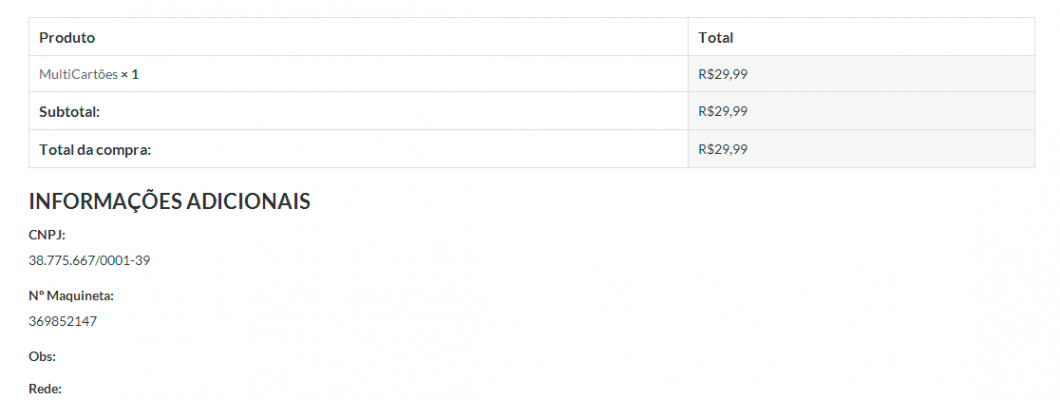 Produto Total
MultiCartões × 1 R$29,99
Subtotal: R$29,99
Total da compra: R$29,99
INFORMAÇÕES ADICIONAIS
CNPJ:
38.775.667/0001-39
Nº Maquineta:
369852147
Obs:
Rede: